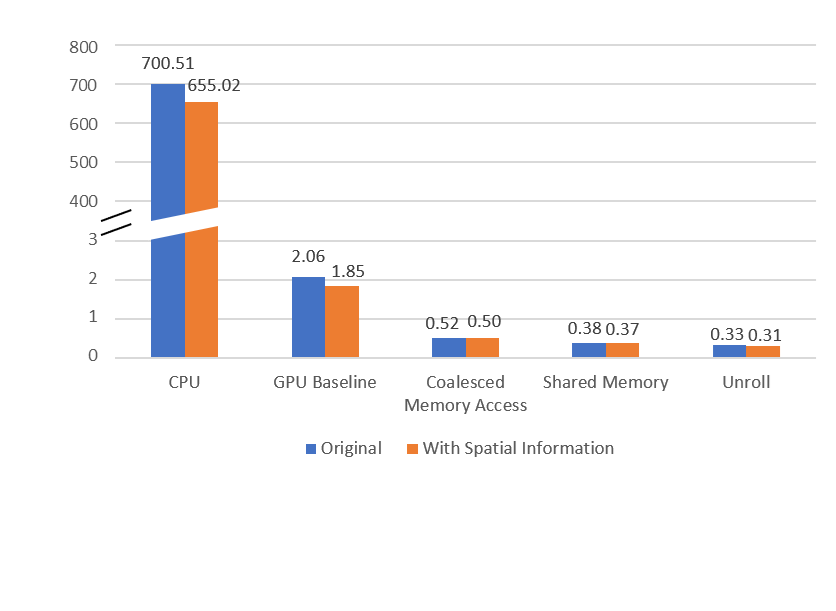 800
700.51
700
655.02
600
500
400
3
2.06
2
1.85
1
0.52 0.50
0.38 0.37
0.33 0.31
0
CPU
GPU Baseline
Coalesced
Memory Access
Shared Memory
Unroll
Original
With Spatial Information